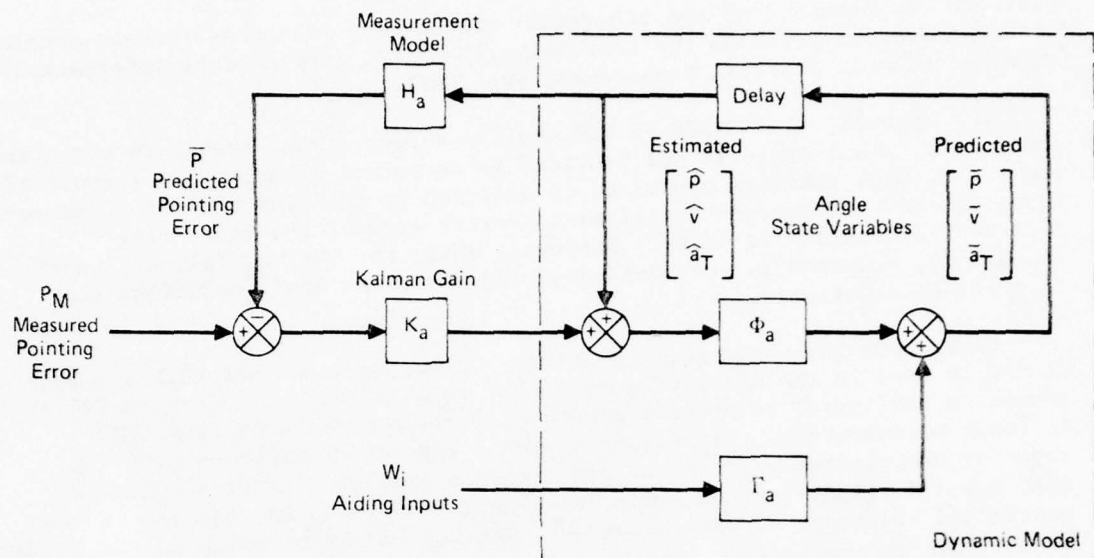 Measurement
Model
H_a
Delay
P̅
Predicted
Pointing
Error
Estimated
p̂
v̂
â_T
Angle
State Variables
Predicted
p̅
v̅
a̅_T
P_M
Measured
Pointing
Error
+
−
Kalman Gain
K_a
+
+
Φ_a
+
+
W_i
Aiding Inputs
Γ_a
Dynamic Model